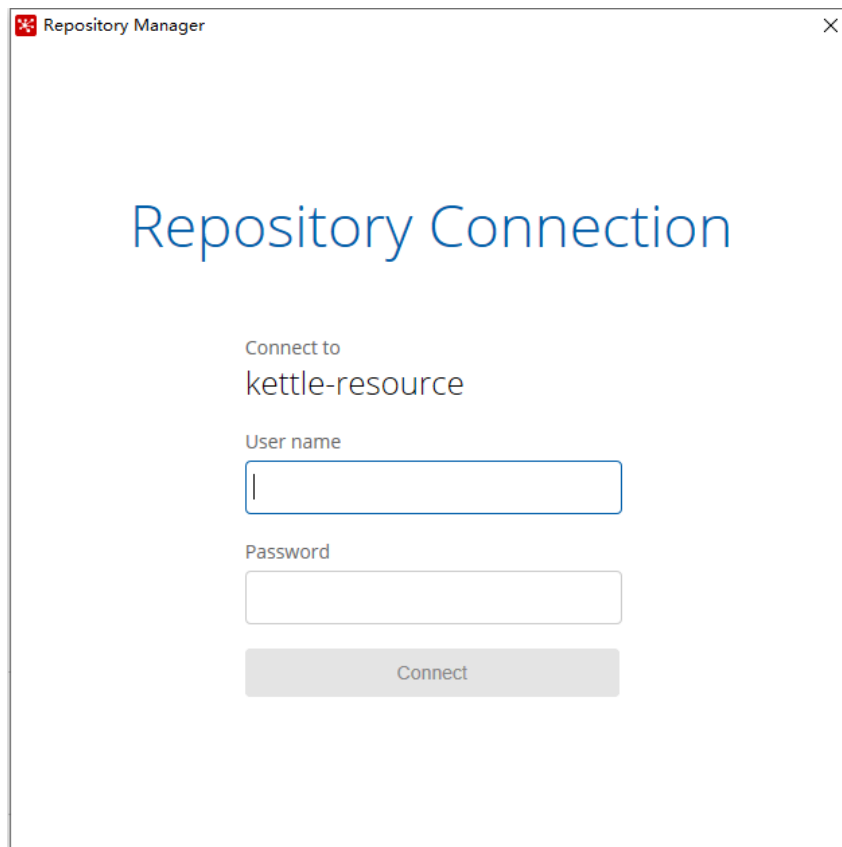 Repository Manager
Repository Connection
Connect to
kettle-resource
User name
Password
Connect